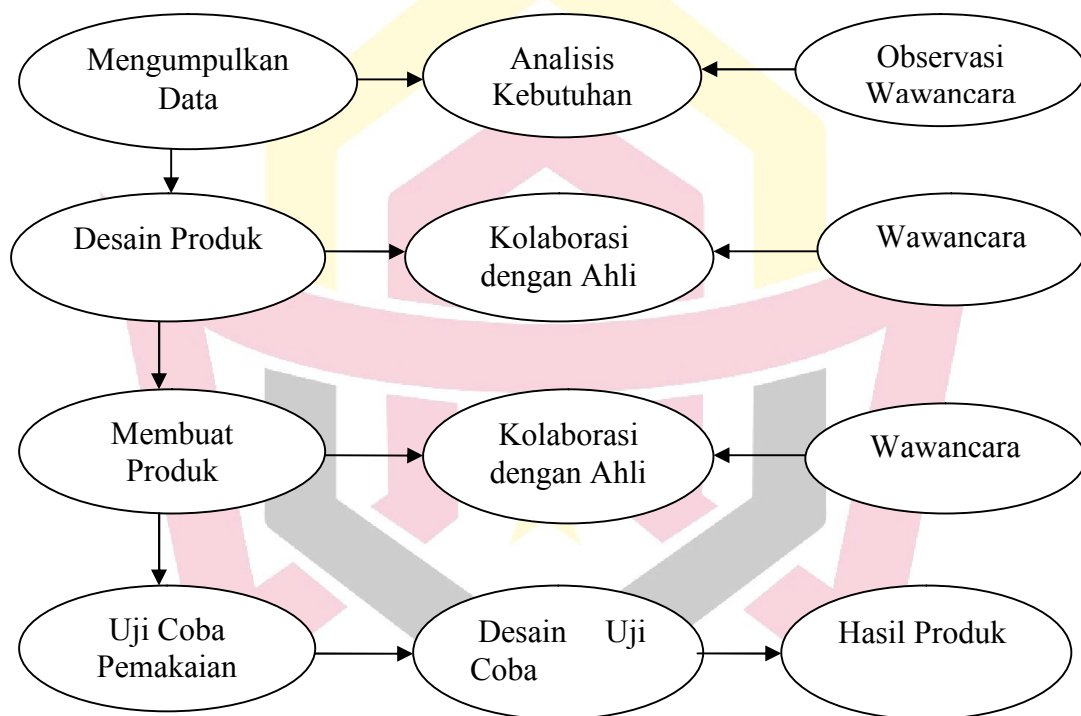 Mengumpulkan
Data
Analisis
Kebutuhan
Observasi
Wawancara
Desain Produk
Kolaborasi
dengan Ahli
Wawancara
Membuat
Produk
Kolaborasi
dengan Ahli
Wawancara
Uji Coba
Pemakaian
Desain Uji
Coba
Hasil Produk